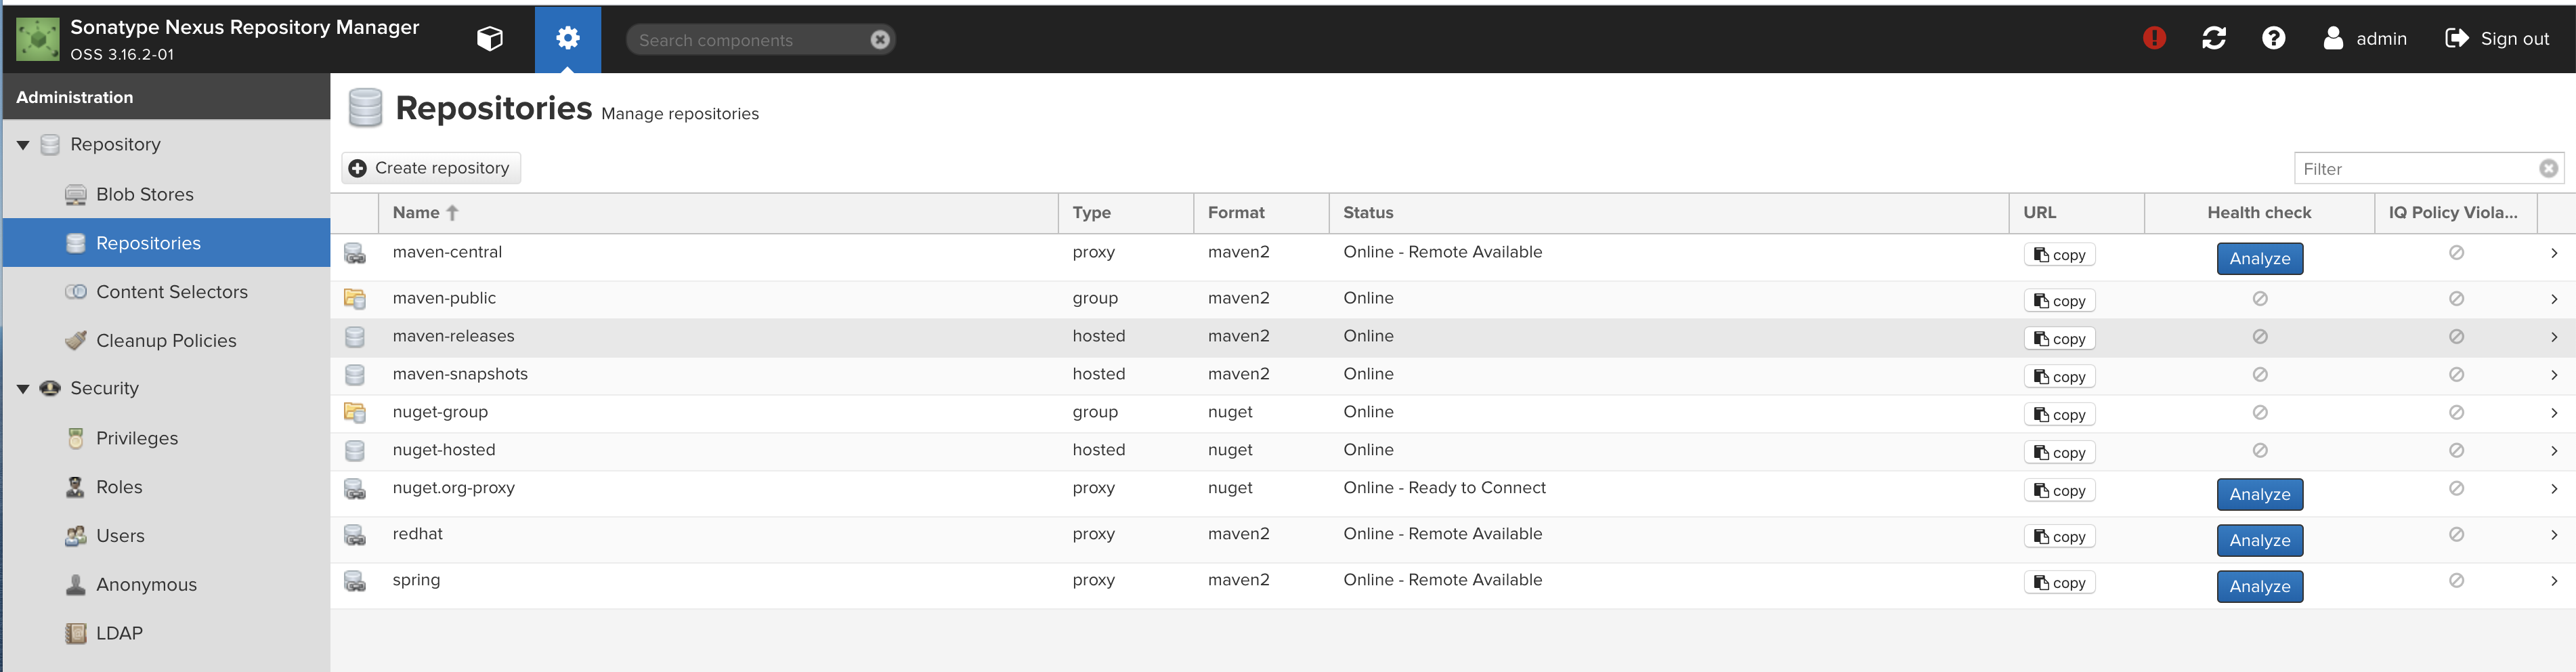 Sonatype Nexus Repository Manager
OSS 3.16.2-01
Search components
admin
Sign out
Administration
Repository
Blob Stores
Repositories
Content Selectors
Cleanup Policies
Security
Privileges
Roles
Users
Anonymous
LDAP
Repositories Manage repositories
Create repository
Filter
Name Type Format Status URL Health check IQ Policy Viola...
maven-central proxy maven2 Online - Remote Available copy Analyze
maven-public group maven2 Online copy
maven-releases hosted maven2 Online copy
maven-snapshots hosted maven2 Online copy
nuget-group group nuget Online copy
nuget-hosted hosted nuget Online copy
nuget.org-proxy proxy nuget Online - Ready to Connect copy Analyze
redhat proxy maven2 Online - Remote Available copy Analyze
spring proxy maven2 Online - Remote Available copy Analyze